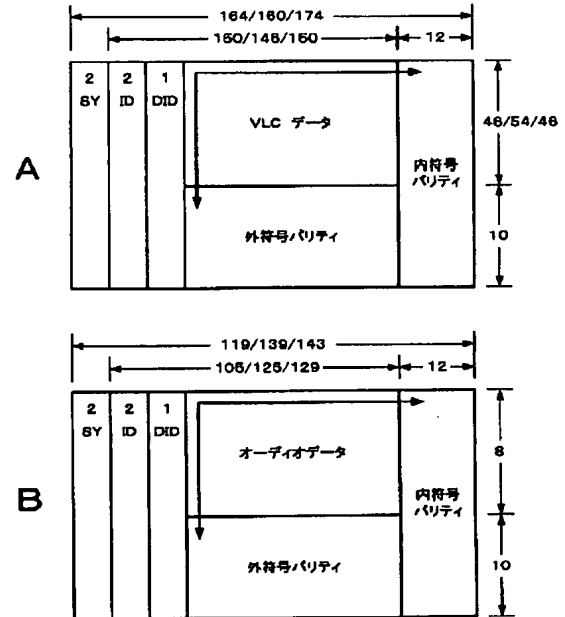 164/160/174
150/146/150
12
2
SY
2
ID
1
DID
VLC データ
46/54/46
A
内符号
パリティ
外符号パリティ
10
119/139/143
105/125/129
12
2
SY
2
ID
1
DID
オーディオデータ
8
B
内符号
パリティ
外符号パリティ
10